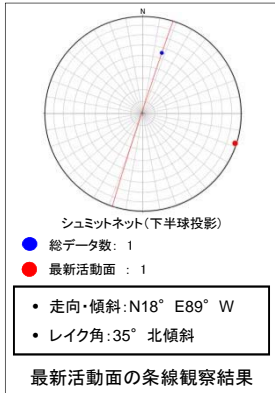 N
シュミットネット(下半球投影)
総データ数: 1
最新活動面 : 1
• 走向・傾斜:N18° E89° W
• レイク角:35° 北傾斜
最新活動面の条線観察結果